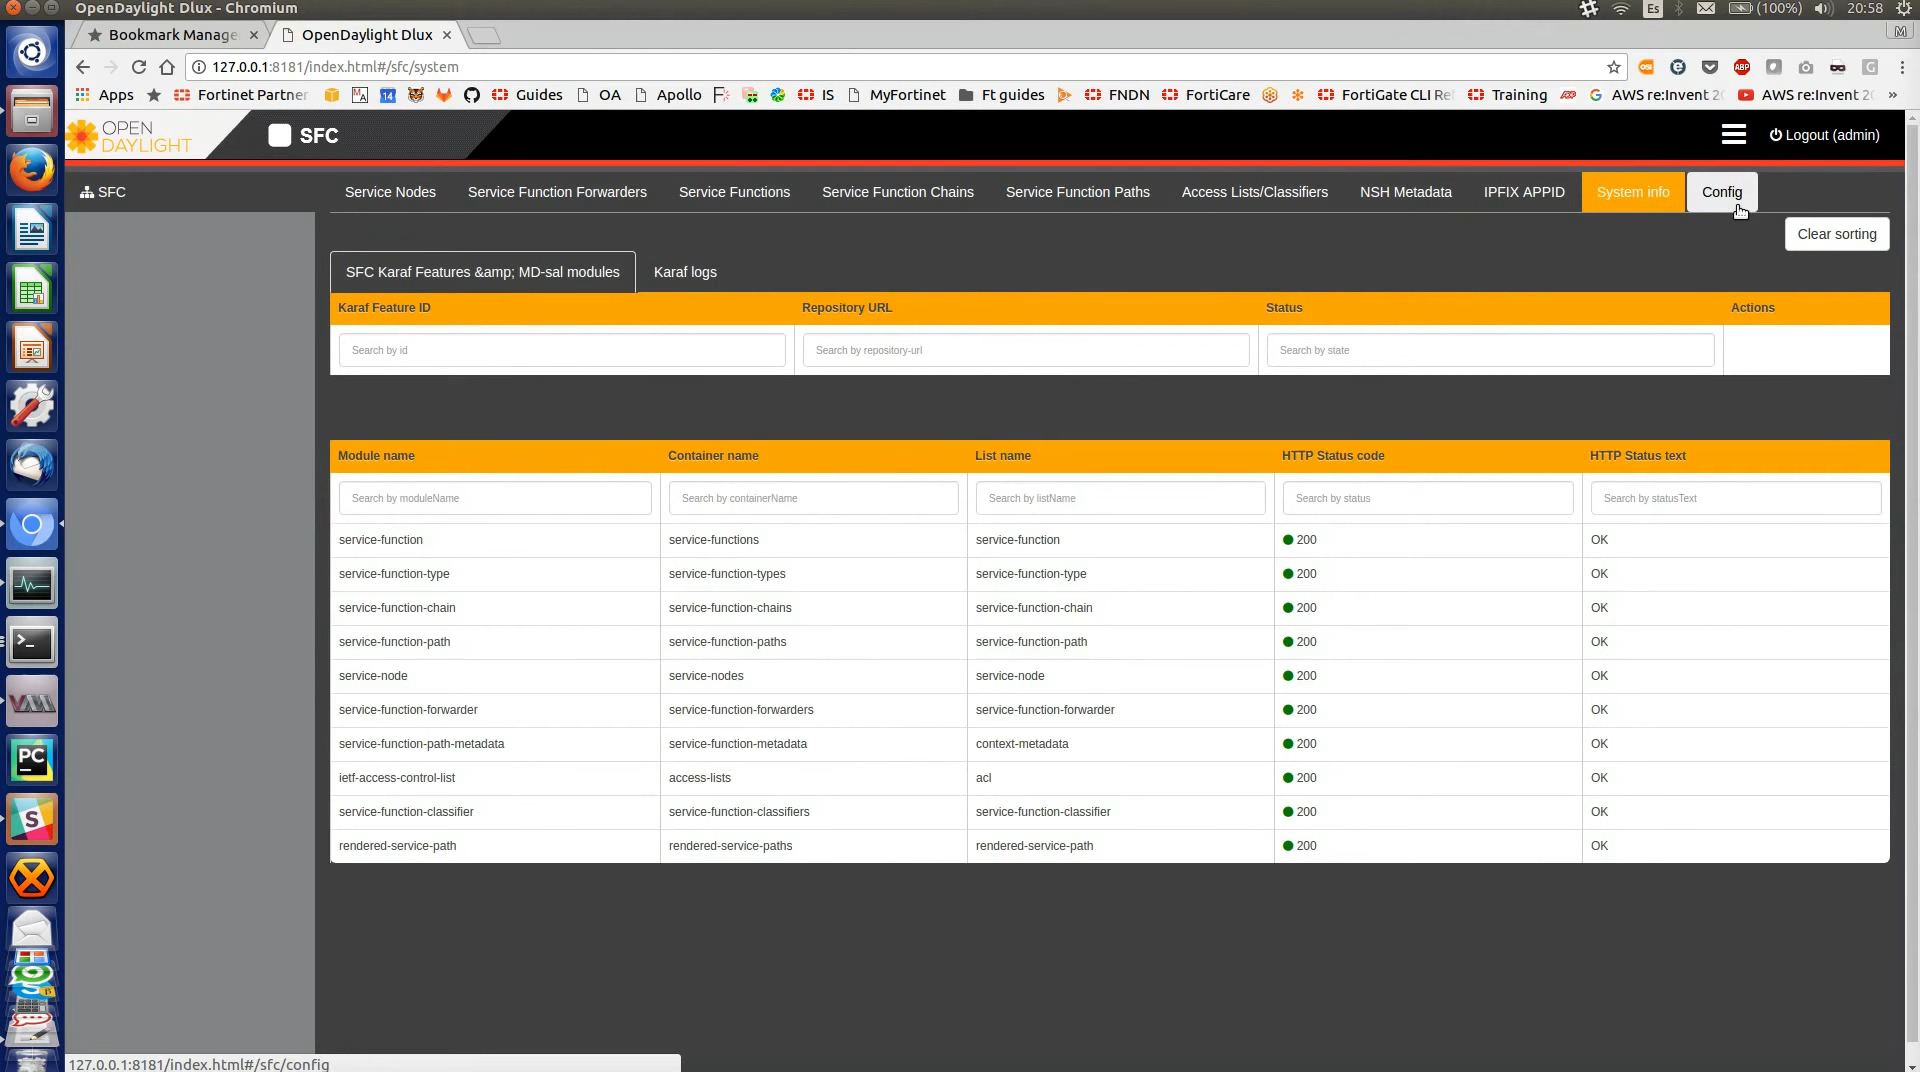 OpenDaylight Dlux - Chromium
Es (100%) 20:58
Bookmark Manage
OpenDaylight Dlux
M
127.0.0.1:8181/index.html#/sfc/system
ABP
G
Apps Fortinet Partner 14 Guides OA Apollo IS MyFortinet Ft guides FNDN FortiCare FortiGate CLI Re Training AWS re:Invent 20 AWS re:Invent 20 »
OPEN
DAYLIGHT
SFC
Logout (admin)
SFC
Service Nodes Service Function Forwarders Service Functions Service Function Chains Service Function Paths Access Lists/Classifiers NSH Metadata IPFIX APPID System info Config
Clear sorting
SFC Karaf Features &amp; MD-sal modules Karaf logs
Karaf Feature ID Repository URL Status Actions
Search by id Search by repository-url Search by state
Module name Container name List name HTTP Status code HTTP Status text
Search by moduleName Search by containerName Search by listName Search by status Search by statusText
service-function service-functions service-function 200 OK
service-function-type service-function-types service-function-type 200 OK
service-function-chain service-function-chains service-function-chain 200 OK
service-function-path service-function-paths service-function-path 200 OK
service-node service-nodes service-node 200 OK
service-function-forwarder service-function-forwarders service-function-forwarder 200 OK
service-function-path-metadata service-function-metadata context-metadata 200 OK
ietf-access-control-list access-lists acl 200 OK
service-function-classifier service-function-classifiers service-function-classifier 200 OK
rendered-service-path rendered-service-paths rendered-service-path 200 OK
PC
S
127.0.0.1:8181/index.html#/sfc/config